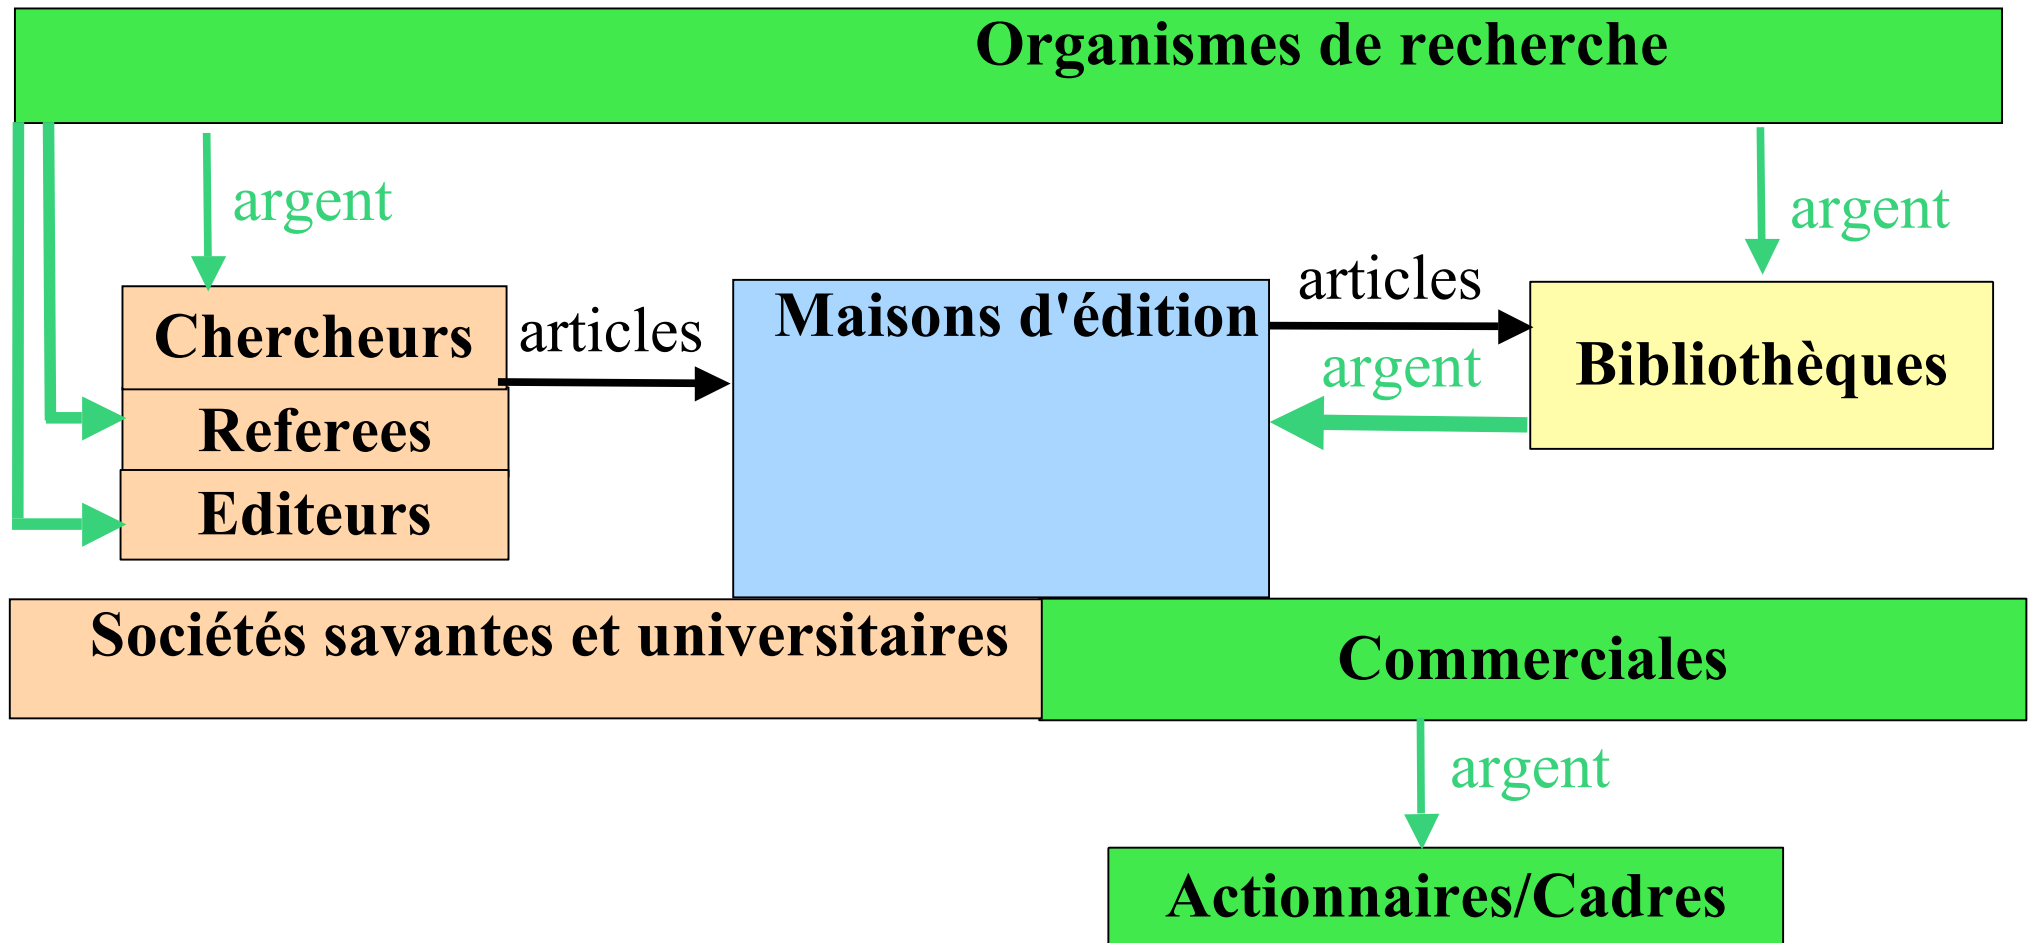 Organismes de recherche
argent
argent
Chercheurs
articles
Maisons d'édition
articles
argent
Bibliothèques
Referees
Editeurs
Sociétés savantes et universitaires
Commerciales
argent
Actionnaires/Cadres